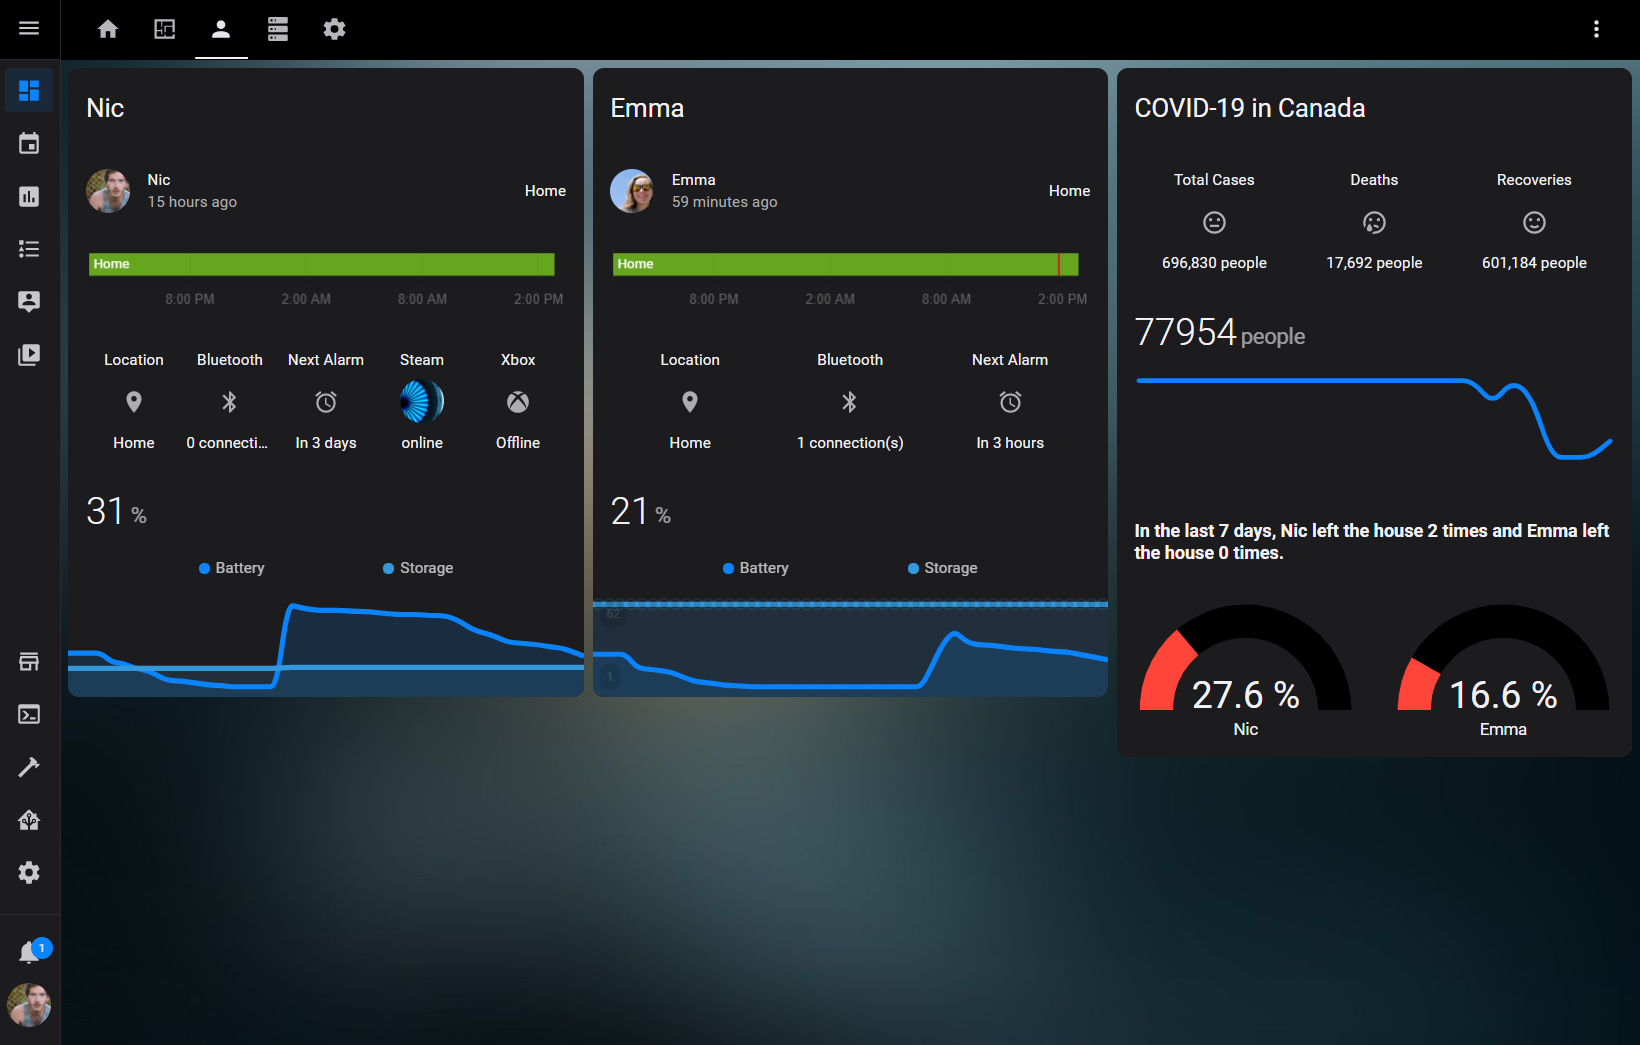 Nic
Nic
15 hours ago
Home
Home
8:00 PM
2:00 AM
8:00 AM
2:00 PM
Location
Bluetooth
Next Alarm
Steam
Xbox
Home
0 connecti...
In 3 days
online
Offline
31 %
Battery
Storage
Emma
Emma
59 minutes ago
Home
Home
8:00 PM
2:00 AM
8:00 AM
2:00 PM
Location
Bluetooth
Next Alarm
Home
1 connection(s)
In 3 hours
21 %
Battery
Storage
62
1
COVID-19 in Canada
Total Cases
Deaths
Recoveries
696,830 people
17,692 people
601,184 people
77954 people
In the last 7 days, Nic left the house 2 times and Emma left
the house 0 times.
27.6 %
Nic
16.6 %
Emma
1